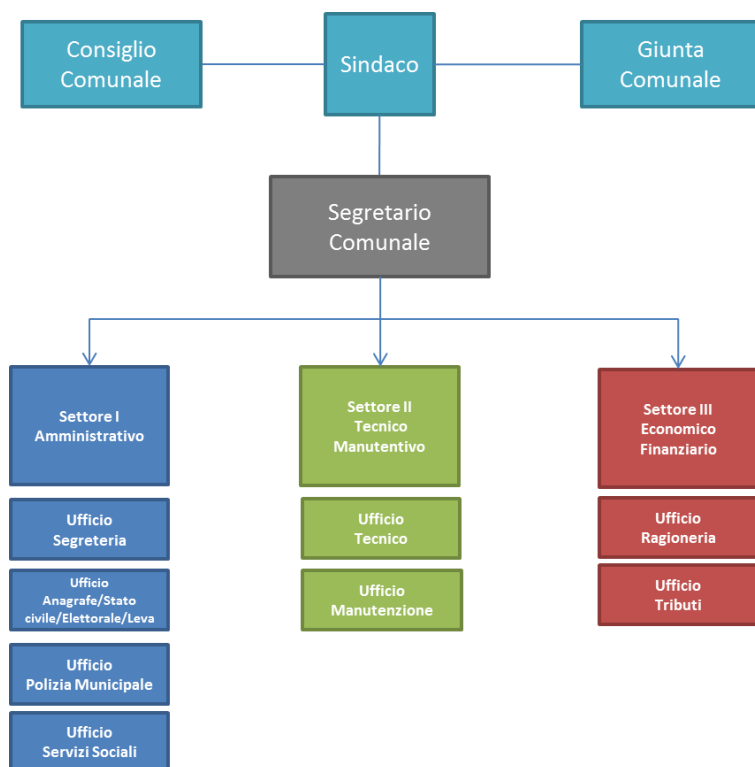 Consiglio
Comunale
Sindaco
Giunta
Comunale
Segretario
Comunale
Settore I
Amministrativo
Settore II
Tecnico
Manutentivo
Settore III
Economico
Finanziario
Ufficio
Segreteria
Ufficio
Anagrafe/Stato
civile/Elettorale/Leva
Ufficio
Polizia Municipale
Ufficio
Servizi Sociali
Ufficio
Tecnico
Ufficio
Manutenzione
Ufficio
Ragioneria
Ufficio
Tributi